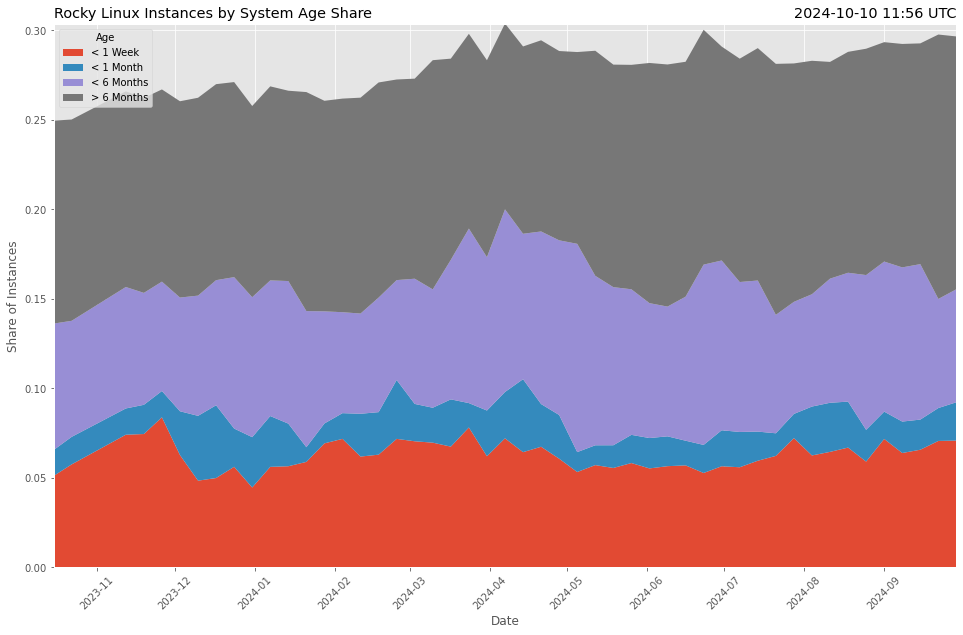 Rocky Linux Instances by System Age Share
2024-10-10 11:56 UTC
Age
< 1 Week
< 1 Month
< 6 Months
> 6 Months
0.30
0.25
0.20
0.15
0.10
0.05
0.00
Share of Instances
2023-11
2023-12
2024-01
2024-02
2024-03
2024-04
2024-05
2024-06
2024-07
2024-08
2024-09
Date